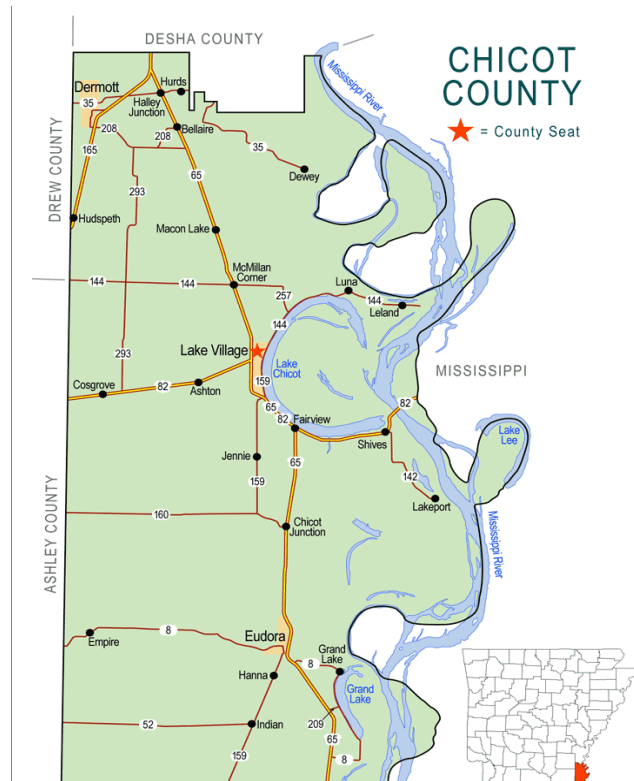 DESHA COUNTY
CHICOT
COUNTY
= County Seat
Mississippi River
Dermott
Hurds
35
Halley
Junction
208
208
Bellaire
165
35
Dewey
65
DREW COUNTY
293
Hudspeth
Macon Lake
McMillan
Corner
144
144
257
Luna
144
Leland
144
Lake Village
Lake
Chicot
MISSISSIPPI
293
159
Cosgrove
82
Ashton
65
82
Fairview
82
Shives
Lake
Lee
Jennie
65
142
159
Lakeport
ASHLEY COUNTY
160
Chicot
Junction
Mississippi
River
Empire
8
Eudora
8
Grand
Lake
Hanna
Grand
Lake
52
Indian
209
65
159
8